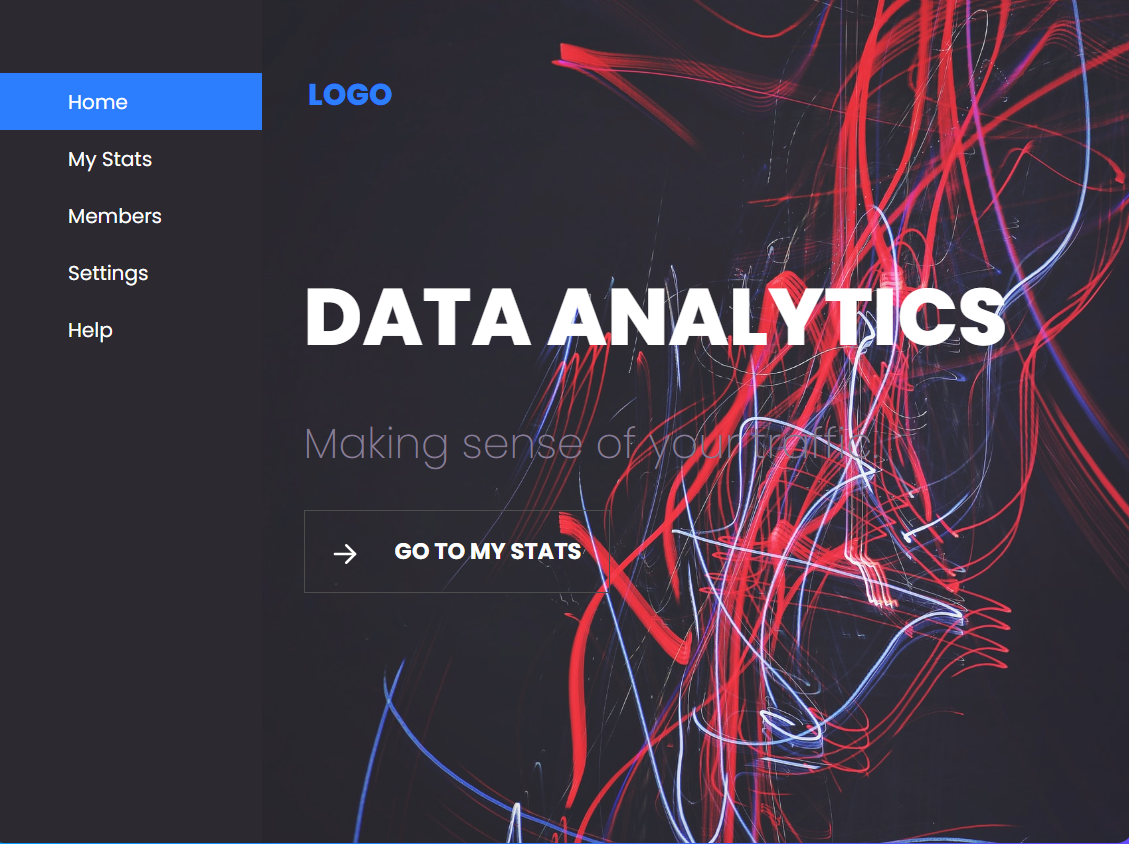 Home
My Stats
Members
Settings
Help
LOGO
DATA ANALYTICS
Making sense of your traffic.
GO TO MY STATS